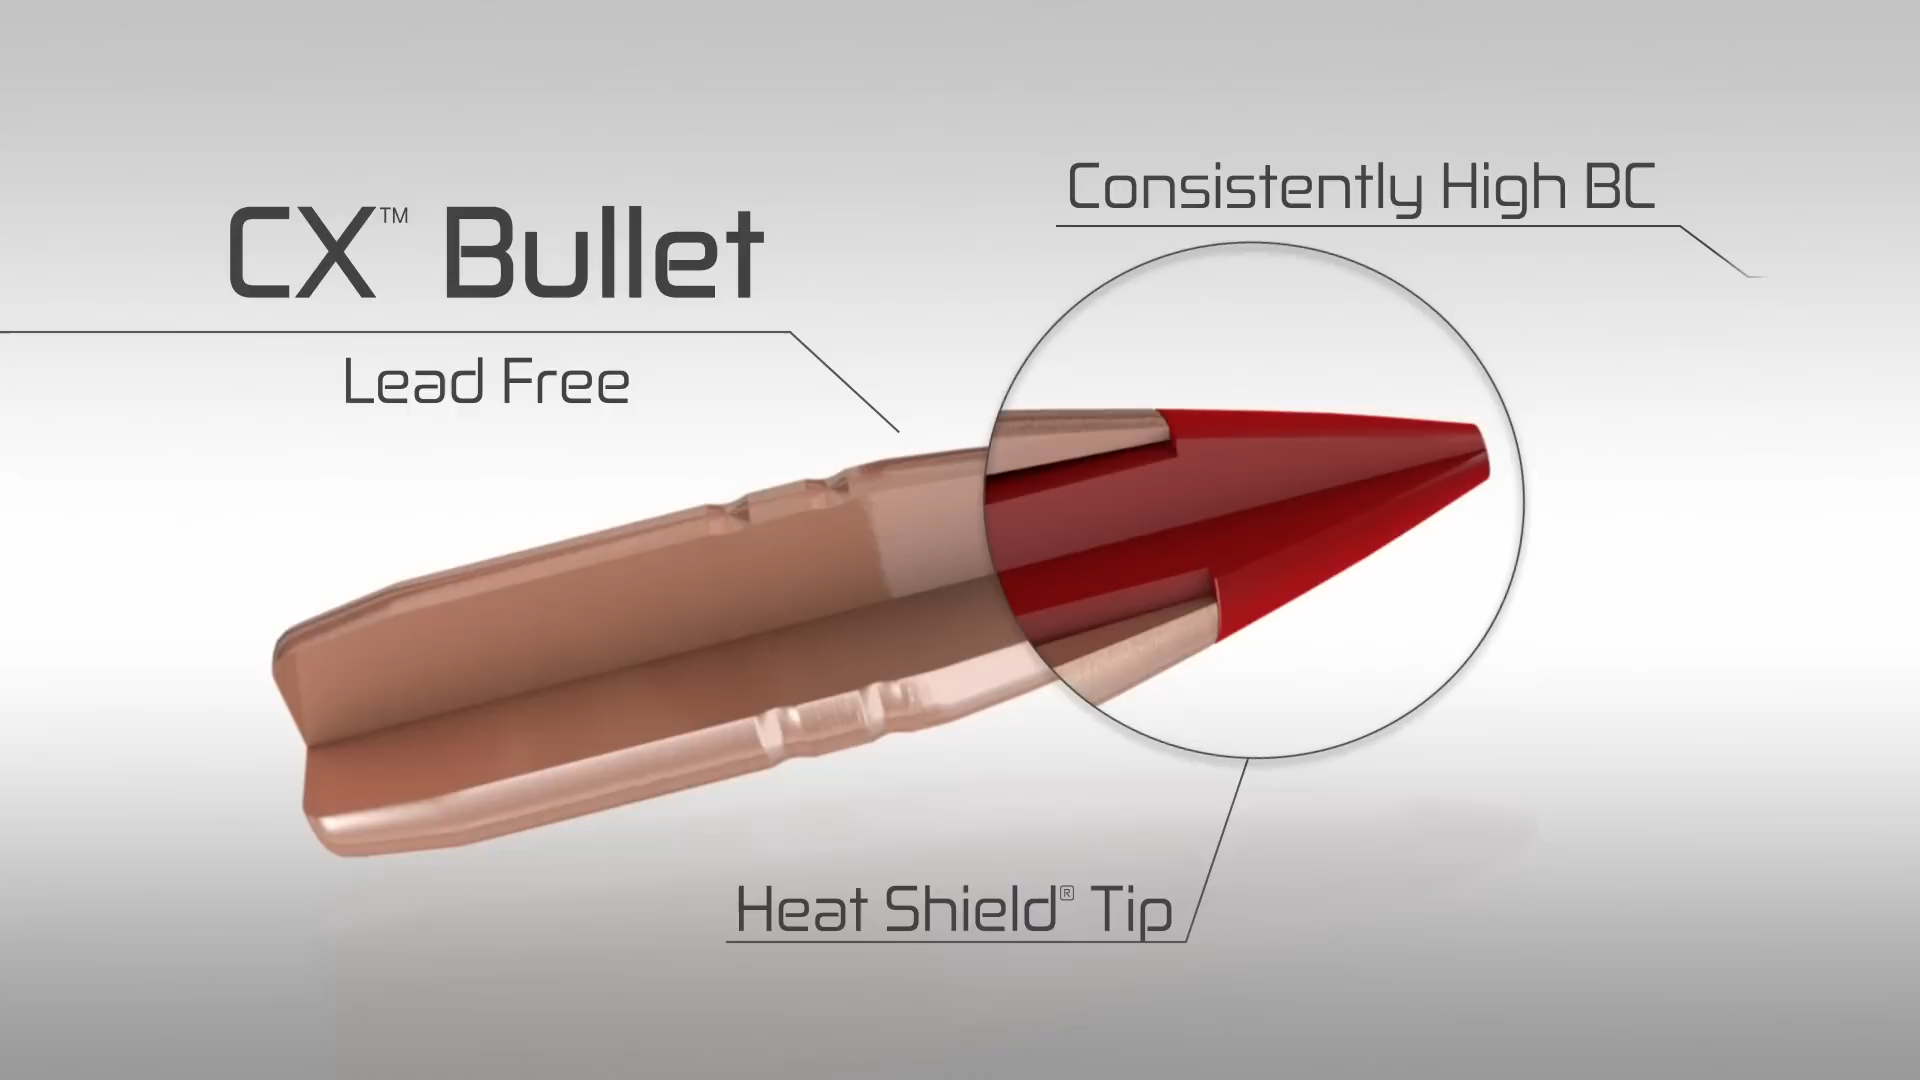 CX™ Bullet
Lead Free
Consistently High BC
Heat Shield® Tip